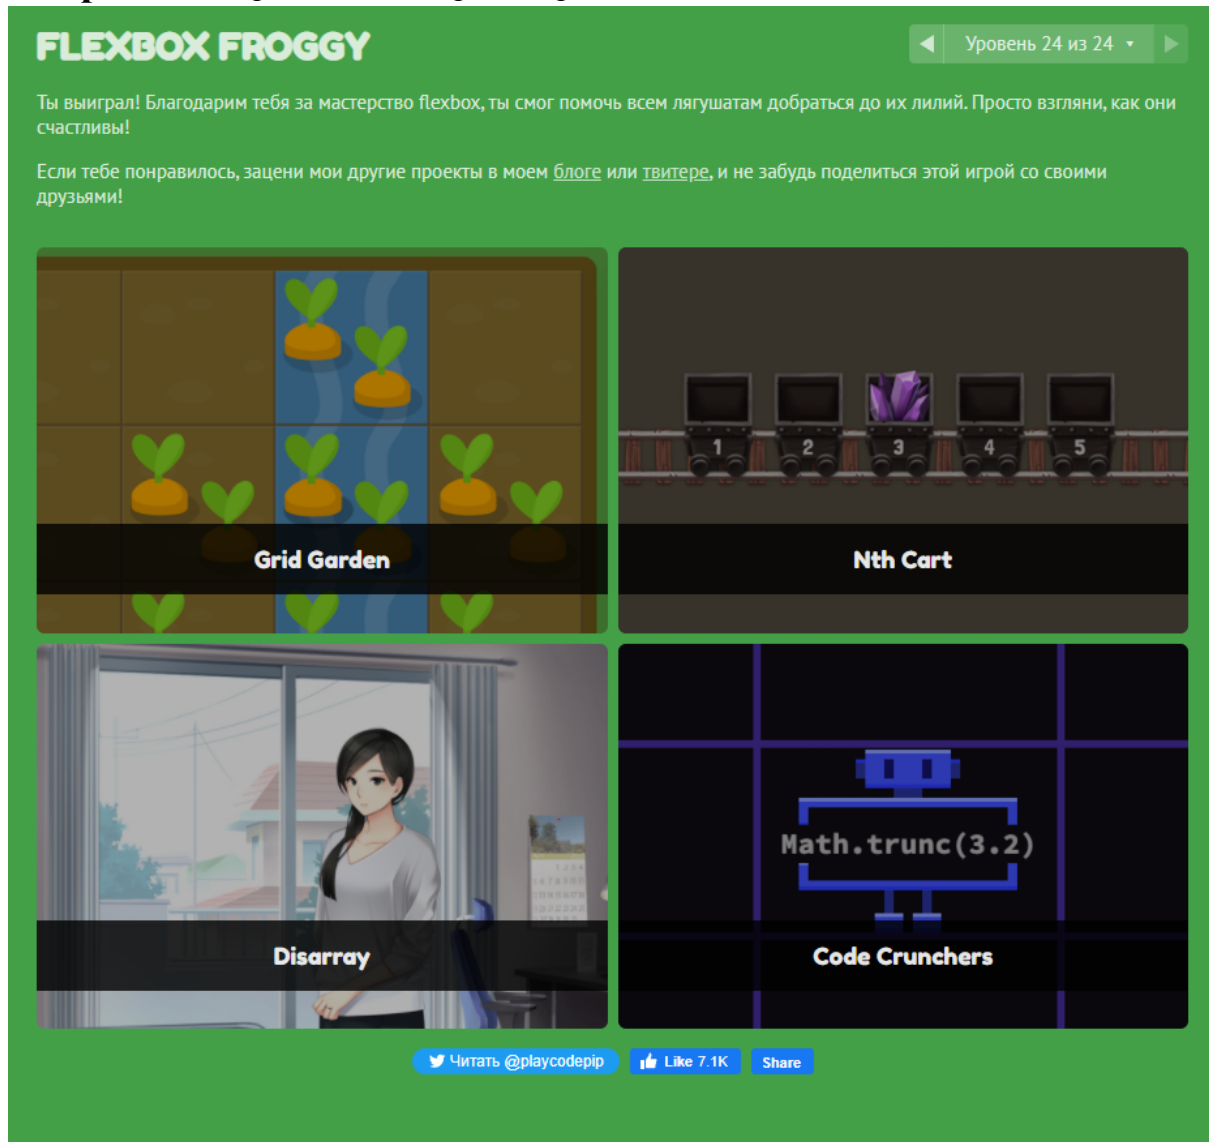 FLEXBOX FROGGY
Уровень 24 из 24
Ты выиграл! Благодарим тебя за мастерство flexbox, ты смог помочь всем лягушатам добраться до их лилий. Просто взгляни, как они
счастливы!
Если тебе понравилось, зацени мои другие проекты в моем блоге или твитере, и не забудь поделиться этой игрой со своими
друзьями!
Grid Garden
1 2 3 4 5
Nth Cart
Disarray
Math.trunc(3.2)
Code Crunchers
Читать @playcodepip
Like 7.1K
Share